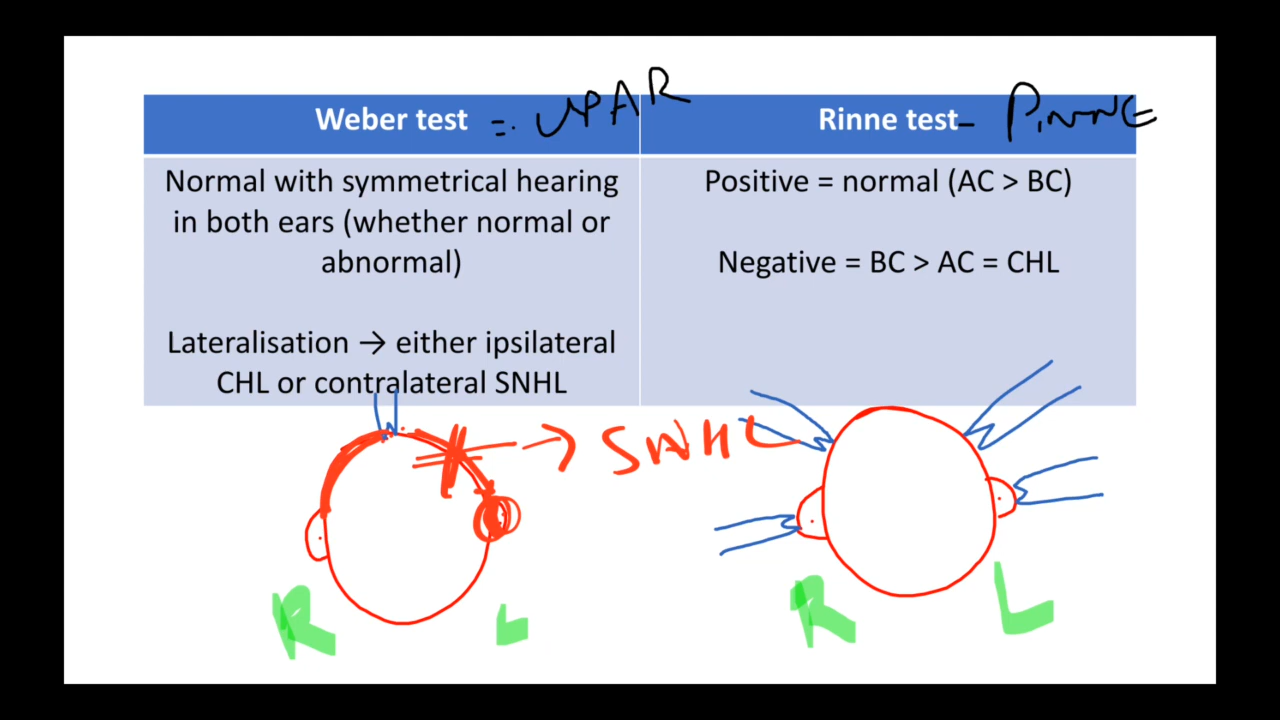 Weber test =. UPAR
Rinne test - PINNE
Normal with symmetrical hearing
in both ears (whether normal or
abnormal)
Lateralisation → either ipsilateral
CHL or contralateral SNHL
Positive = normal (AC > BC)
Negative = BC > AC = CHL
→ SNHL
R
L
R
L